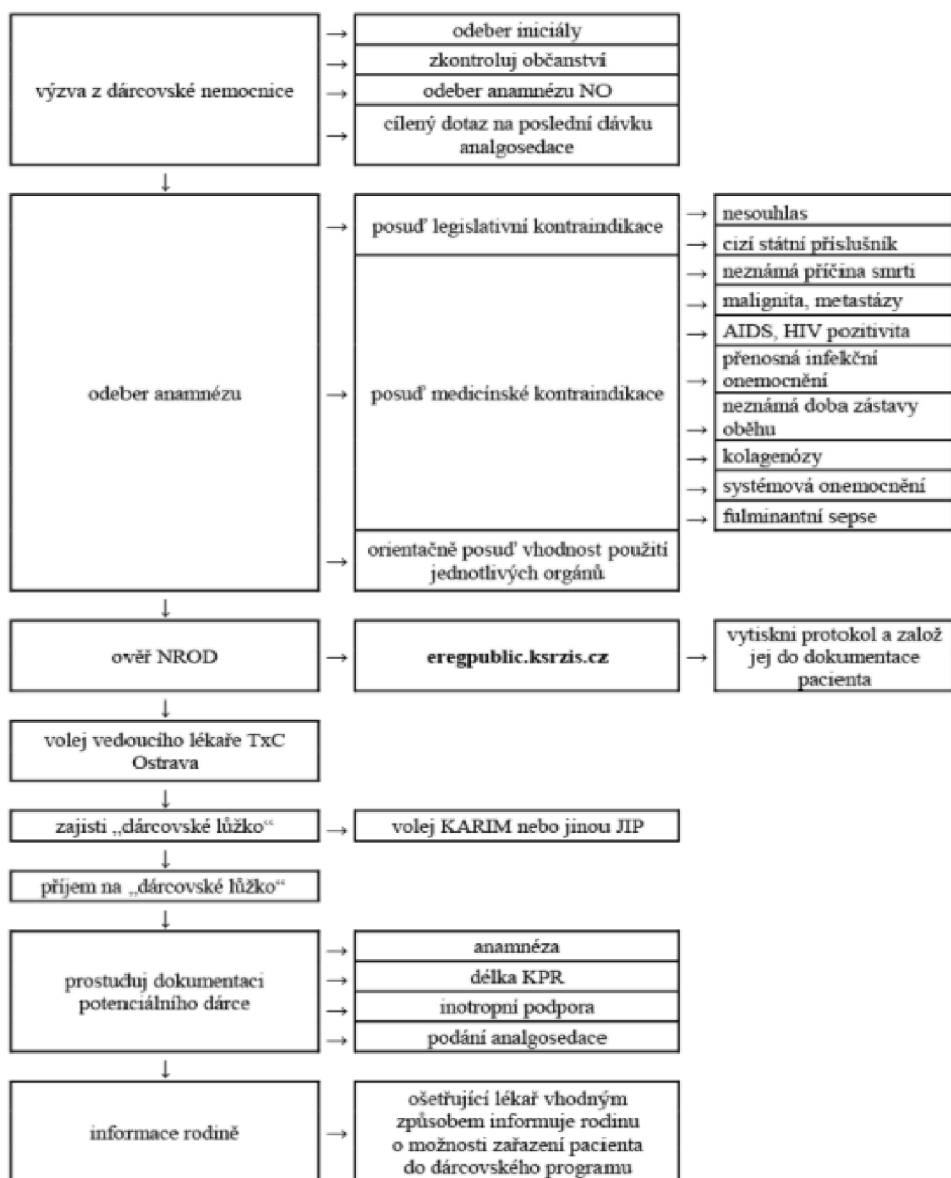 výzva z dárcovské nemocnice
→ odeber iniciály
→ zkontroluj občanství
→ odeber anamnézu NO
→ cílený dotaz na poslední dávku
analgosedace
↓
odeber anamnézu
→ posuď legislativní kontraindikace
→ nesouhlas
→ cizí státní příslušník
→ posuď medicínské kontraindikace
→ neznámá příčina smrti
→ malignita, metastázy
→ AIDS, HIV pozitivita
přenosná infekční
→ onemocnění
neznámá doba zástavy
→ oběhu
→ kolagenózy
→ systémová onemocnění
→ fulminantní sepse
→ orientačně posuď vhodnost použití
jednotlivých orgánů
↓
ověř NROD
→ eregpublic.ksrzis.cz
→ vytiskni protokol a založ
jej do dokumentace
pacienta
↓
volej vedoucího lékaře TxC
Ostrava
↓
zajisti „dárcovské lůžko“
→ volej KARIM nebo jinou JIP
↓
příjem na „dárcovské lůžko“
↓
prostuduj dokumentaci
potenciálního dárce
→ anamnéza
→ délka KPR
→ inotropní podpora
→ podání analgosedace
↓
informace rodině
→ ošetřující lékař vhodným
způsobem informuje rodinu
o možnosti zařazení pacienta
do dárcovského programu